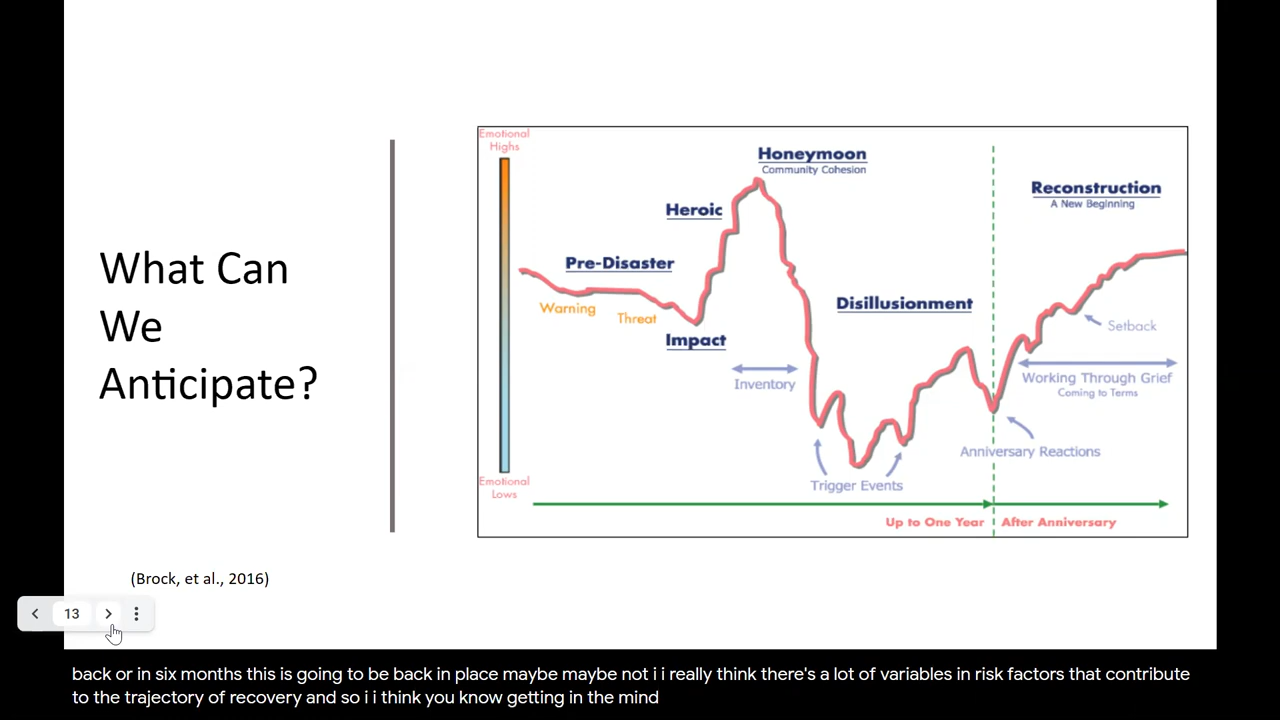 What Can
We
Anticipate?
(Brock, et al., 2016)
Emotional
Highs
Honeymoon
Community Cohesion
Reconstruction
A New Beginning
Heroic
Pre-Disaster
Warning
Threat
Disillusionment
Impact
Setback
Inventory
Working Through Grief
Coming to Terms
Anniversary Reactions
Trigger Events
Emotional
Lows
Up to One Year
After Anniversary
13
back or in six months this is going to be back in place maybe maybe not i i really think there's a lot of variables in risk factors that contribute
to the trajectory of recovery and so i i think you know getting in the mind